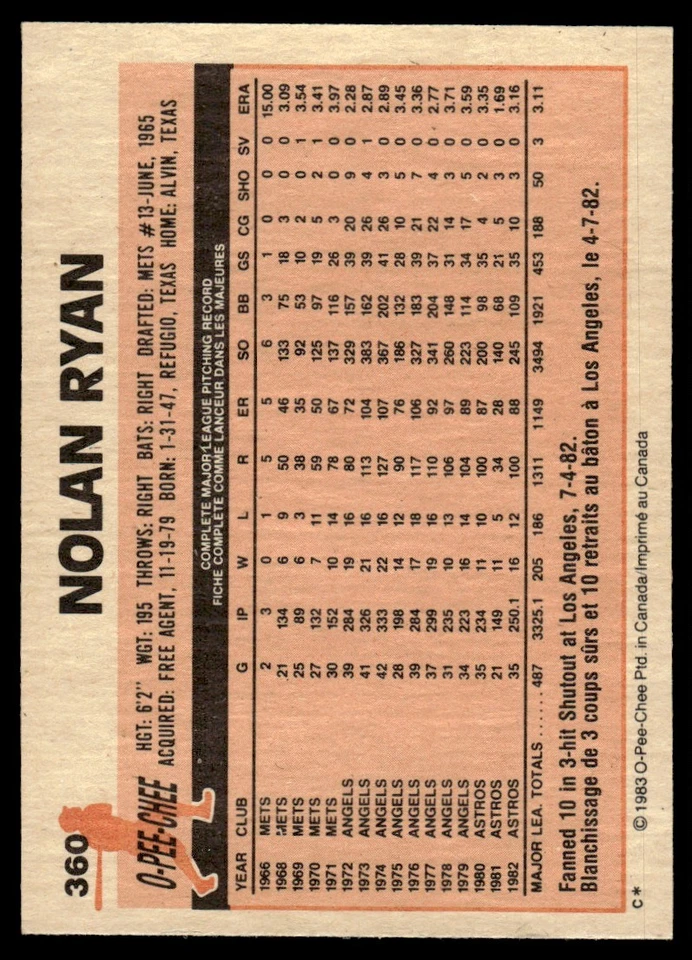 360 NOLAN RYAN
O-PEE-CHEE
HGT: 6'2" WGT: 195 THROWS: RIGHT BATS: RIGHT DRAFTED: METS #13-JUNE, 1965
ACQUIRED: FREE AGENT, 11-19-79 BORN: 1-31-47, REFUGIO, TEXAS HOME: ALVIN, TEXAS
COMPLETE MAJOR LEAGUE PITCHING RECORD
FICHE COMPLETE COMME LANCEUR DANS LES MAJEURES
YEAR CLUB G IP W L R ER SO BB GS CG SHO SV ERA
1966 METS 2 3 0 1 5 5 6 3 1 0 0 0 15.00
1968 METS 21 134 6 9 50 46 133 75 18 3 0 0 3.09
1969 METS 25 89 6 3 38 35 92 53 10 2 0 1 3.54
1970 METS 27 132 7 11 59 50 125 97 19 5 2 1 3.41
1971 METS 30 152 10 14 78 67 137 116 26 3 0 0 3.97
1972 ANGELS 39 284 19 16 80 72 329 157 39 20 9 0 2.28
1973 ANGELS 41 326 21 16 113 104 383 162 39 26 4 1 2.87
1974 ANGELS 42 333 22 16 127 107 367 202 41 26 3 0 2.89
1975 ANGELS 28 198 14 12 90 76 186 132 28 10 5 0 3.45
1976 ANGELS 39 284 17 18 117 106 327 183 39 21 7 0 3.36
1977 ANGELS 37 299 19 16 110 92 341 204 37 22 4 0 2.77
1978 ANGELS 31 235 10 13 106 97 260 148 31 14 3 0 3.71
1979 ANGELS 34 223 16 14 104 89 223 114 34 17 5 0 3.59
1980 ASTROS 35 234 11 10 100 87 200 98 35 4 2 0 3.35
1981 ASTROS 21 149 11 5 34 28 140 68 21 5 3 0 1.69
1982 ASTROS 35 250.1 16 12 100 88 245 109 35 10 3 0 3.16
MAJOR LEA. TOTALS ...... 487 3325.1 205 186 1311 1149 3494 1921 453 188 50 3 3.11
Fanned 10 in 3-hit Shutout at Los Angeles, 7-4-82.
Blanchissage de 3 coups sûrs et 10 retraits au bâton à Los Angeles, le 4-7-82.
C* © 1983 O-Pee-Chee Ptd. in Canada/Imprimé au Canada